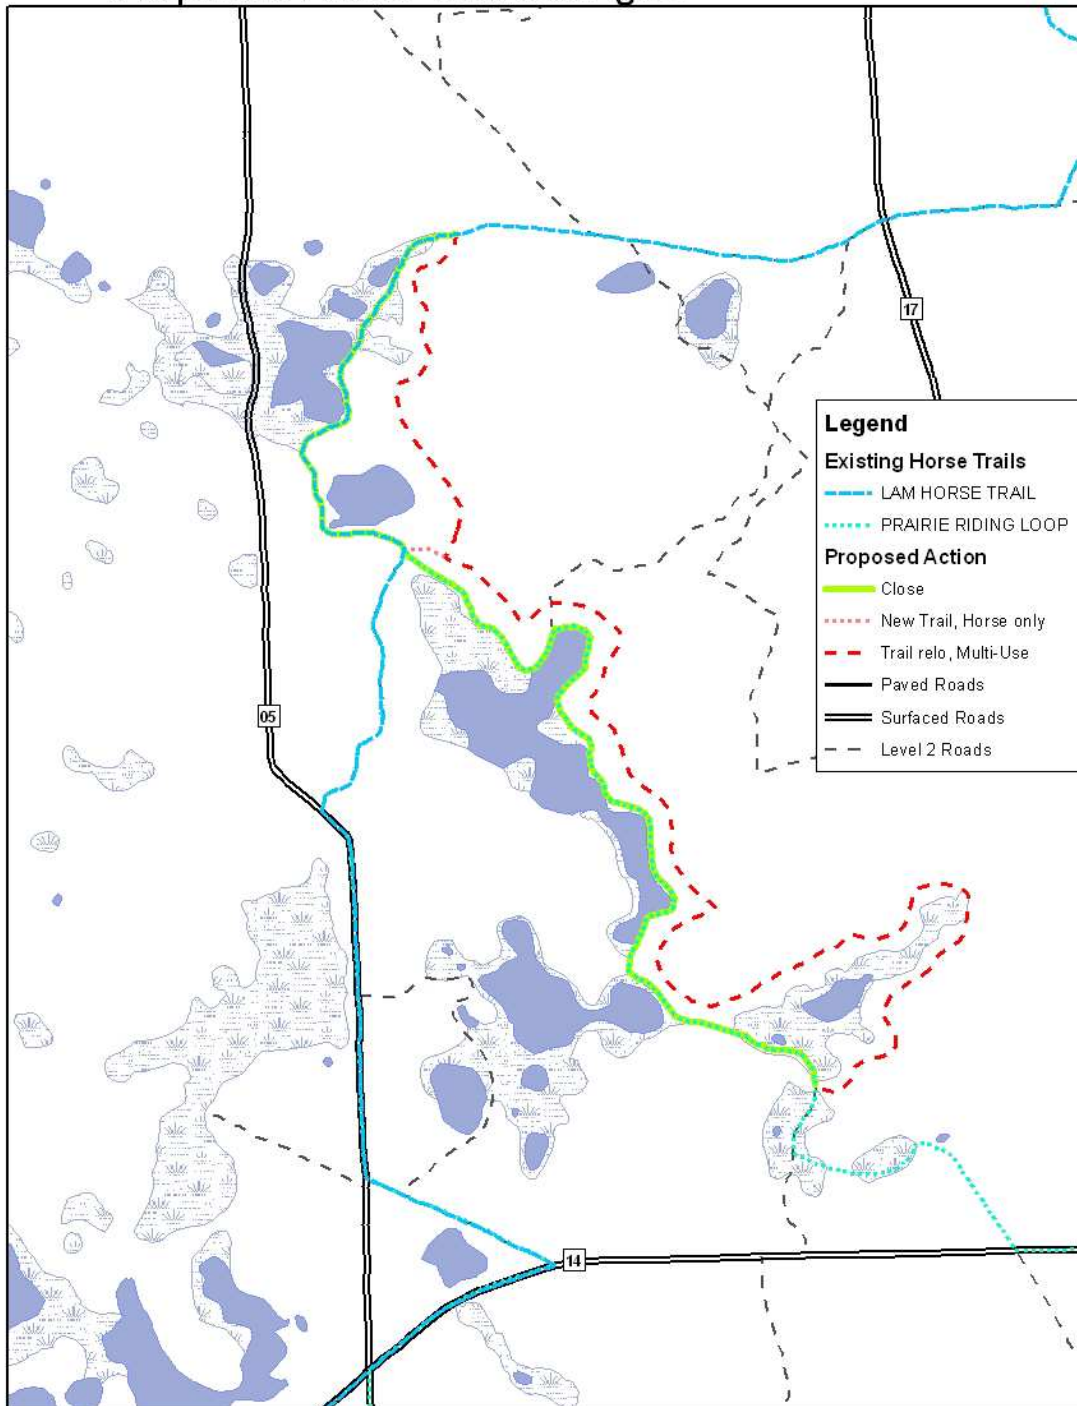 17
Legend
Existing Horse Trails
LAM HORSE TRAIL
PRAIRIE RIDING LOOP
Proposed Action
Close
New Trail, Horse only
Trail relo, Multi-Use
Paved Roads
Surfaced Roads
Level 2 Roads
05
14